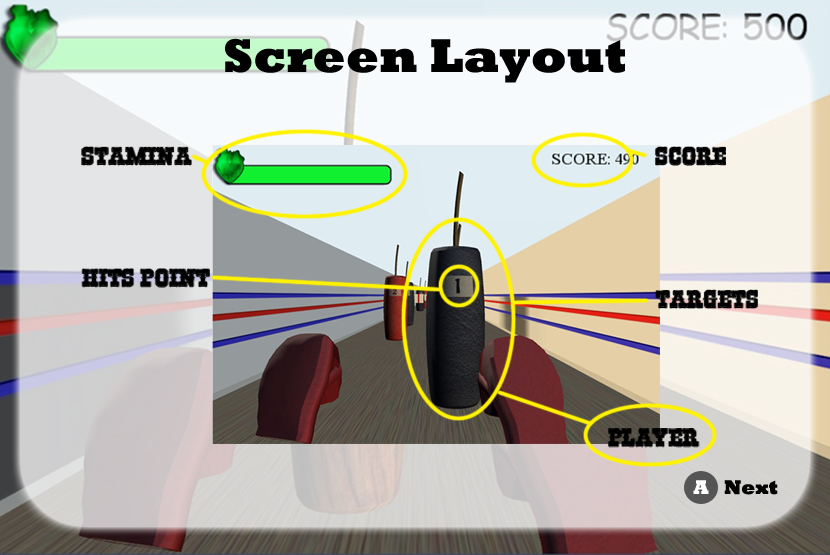 SCORE: 500
Screen Layout
STAMINA
SCORE: 490
SCORE
HITS POINT
1
TARGETS
PLAYER
A Next